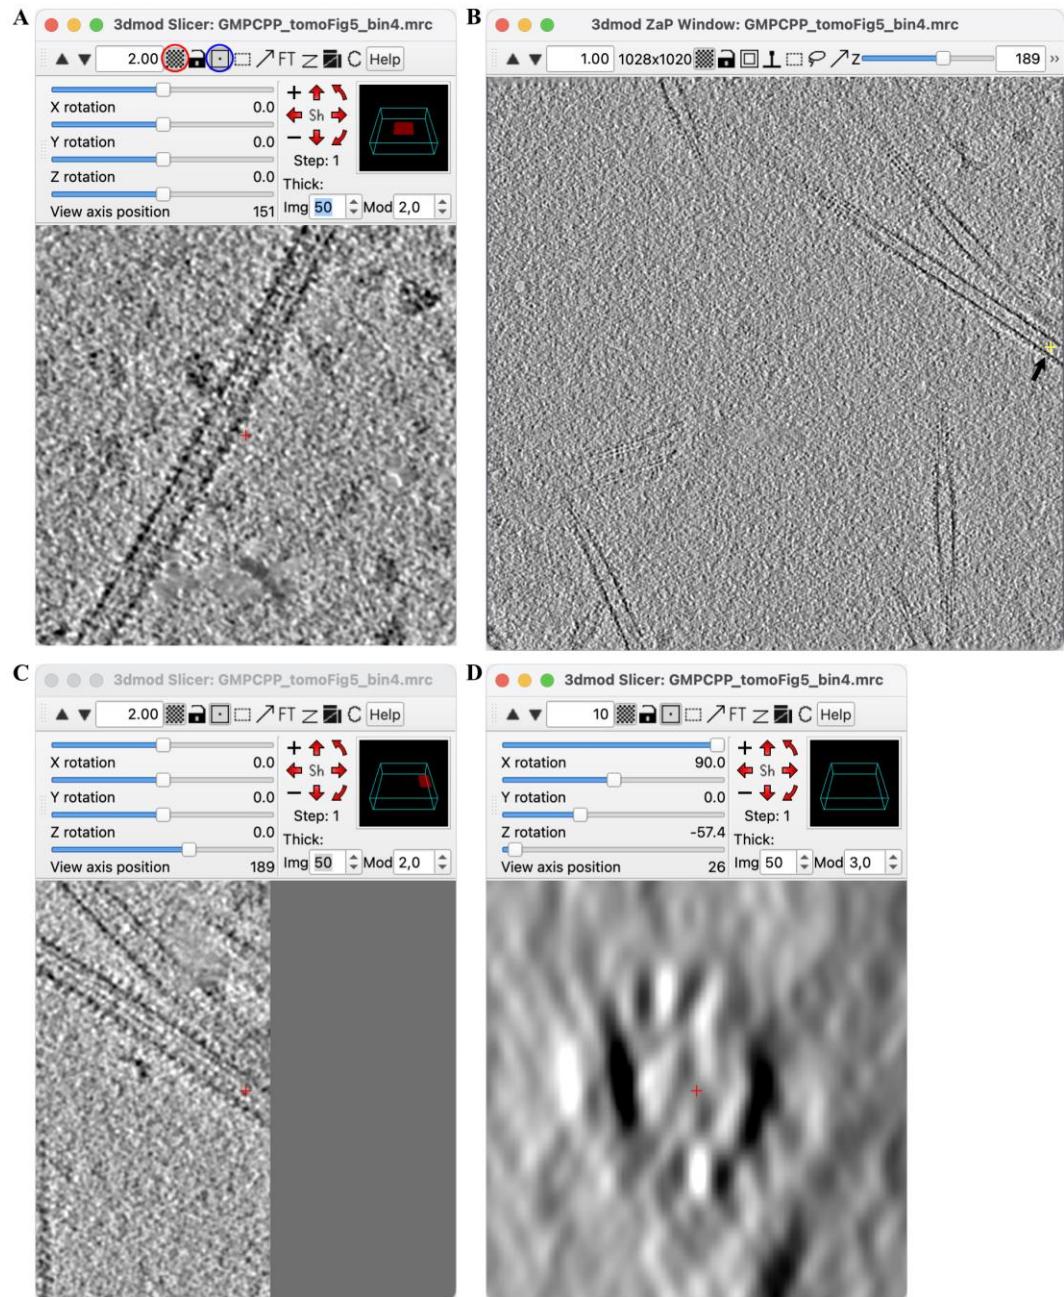 A
3dmod Slicer: GMPCPP_tomoFig5_bin4.mrc
2.00 FT Z C Help
X rotation 0.0
Y rotation 0.0
Z rotation 0.0
View axis position 151
+ Sh −
Step: 1
Thick:
Img 50 Mod 2,0
B
3dmod ZaP Window: GMPCPP_tomoFig5_bin4.mrc
1.00 1028x1020 Z 189 »
C
3dmod Slicer: GMPCPP_tomoFig5_bin4.mrc
2.00 FT Z C Help
X rotation 0.0
Y rotation 0.0
Z rotation 0.0
View axis position 189
+ Sh −
Step: 1
Thick:
Img 50 Mod 2,0
D
3dmod Slicer: GMPCPP_tomoFig5_bin4.mrc
10 FT Z C Help
X rotation 90.0
Y rotation 0.0
Z rotation -57.4
View axis position 26
+ Sh −
Step: 1
Thick:
Img 50 Mod 3,0